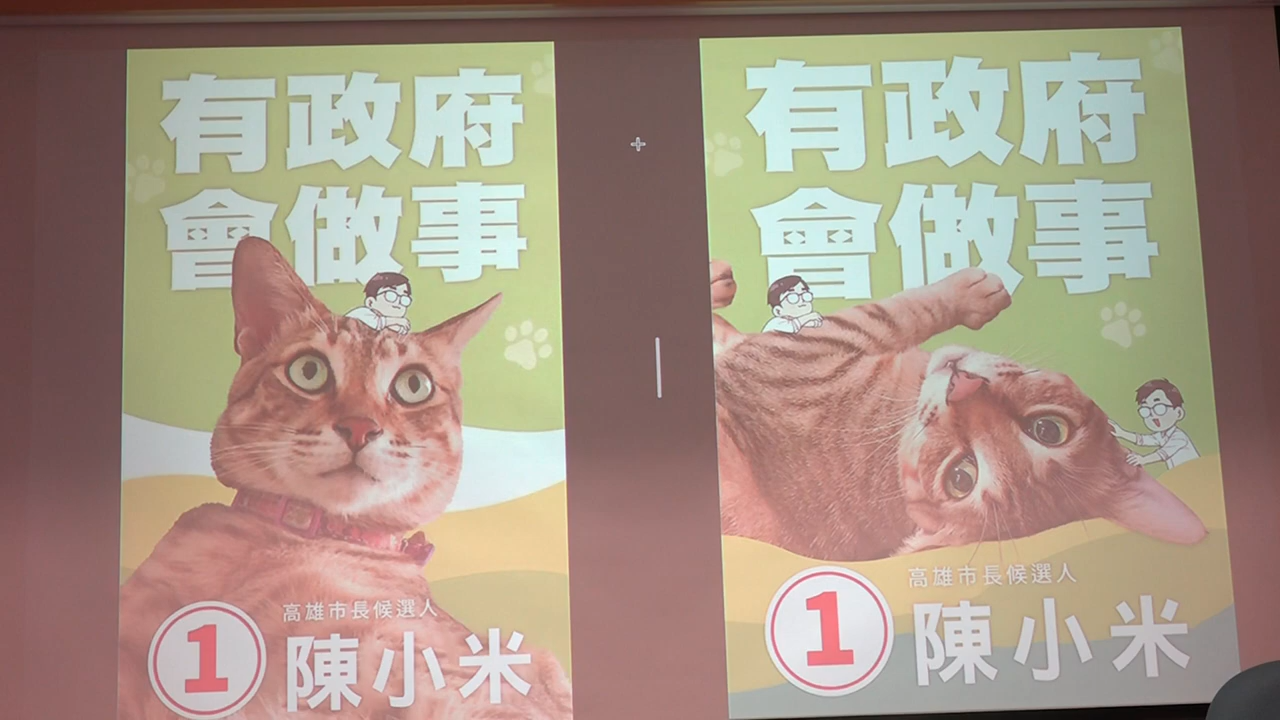 有政府
會做事
高雄市長候選人
1 陳小米
有政府
會做事
高雄市長候選人
1 陳小米